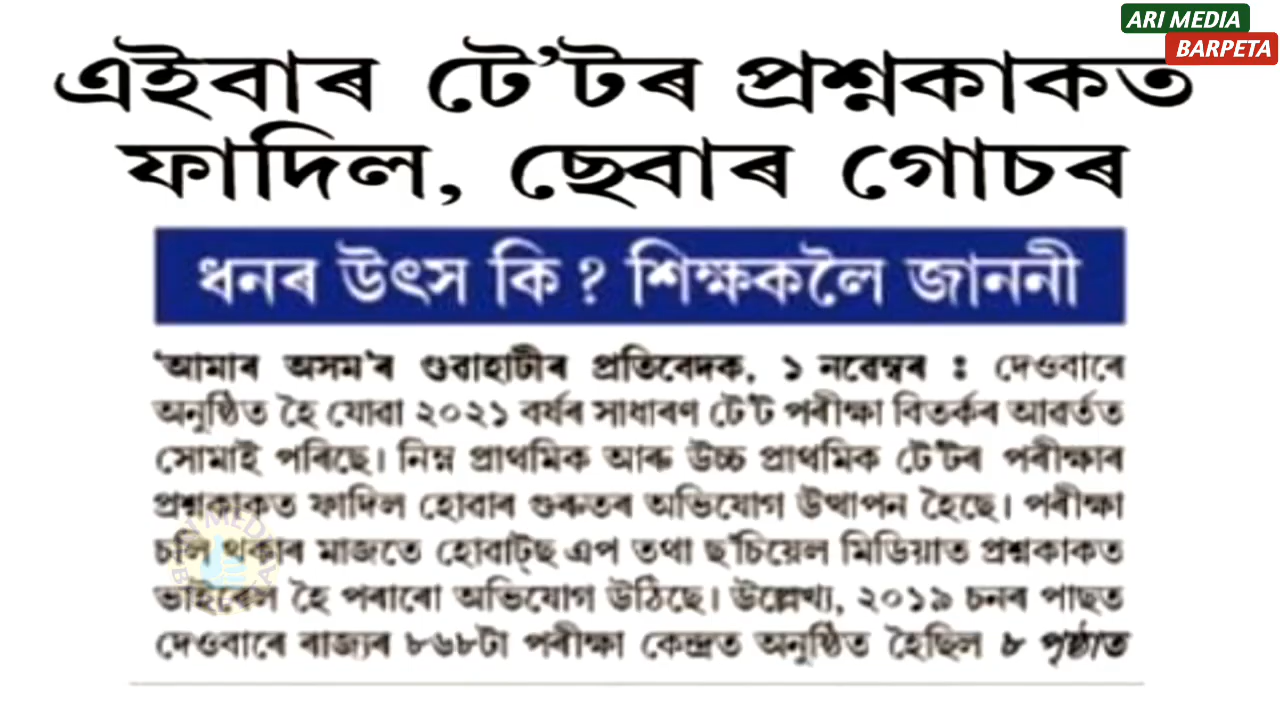 ARI MEDIA
BARPETA
এইবাৰ টে'টৰ প্ৰশ্নকাকত
ফাদিল, ছেবাৰ গোচৰ
ধনৰ উৎস কি ? শিক্ষকলৈ জাননী
'আমাৰ অসম'ৰ গুৱাহাটীৰ প্ৰতিবেদক, ১ নৱেম্বৰ : দেওবাৰে
অনুষ্ঠিত হৈ যোৱা ২০২১ বৰ্ষৰ সাধাৰণ টে'ট পৰীক্ষা বিতৰ্কৰ আৱৰ্তত
সোমাই পৰিছে। নিম্ন প্ৰাথমিক আৰু উচ্চ প্ৰাথমিক টে'টৰ পৰীক্ষাৰ
প্ৰশ্নকাকত ফাদিল হোৱাৰ গুৰুতৰ অভিযোগ উত্থাপন হৈছে। পৰীক্ষা
চলি থকাৰ মাজতে হোৱাট্ছ এপ তথা ছ'চিয়েল মিডিয়াত প্ৰশ্নকাকত
ভাইৰেল হৈ পৰাৰো অভিযোগ উঠিছে। উল্লেখ্য, ২০১৯ চনৰ পাছত
দেওবাৰে ৰাজ্যৰ ৮৬৮টা পৰীক্ষা কেন্দ্ৰত অনুষ্ঠিত হৈছিল ৮ পৃষ্ঠাত